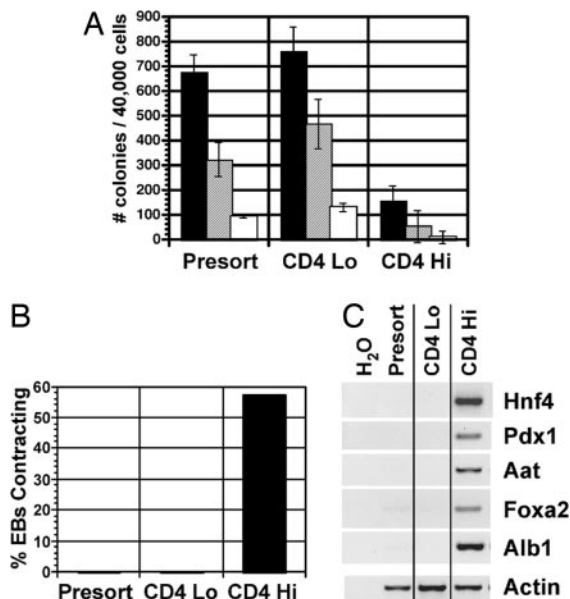 A
# colonies / 40,000 cells
900
800
700
600
500
400
300
200
100
0
Presort CD4 Lo CD4 Hi
B
% EBs Contracting
60
50
40
30
20
10
0
Presort CD4 Lo CD4 Hi
C
H₂O Presort CD4 Lo CD4 Hi
Hnf4
Pdx1
Aat
Foxa2
Alb1
Actin